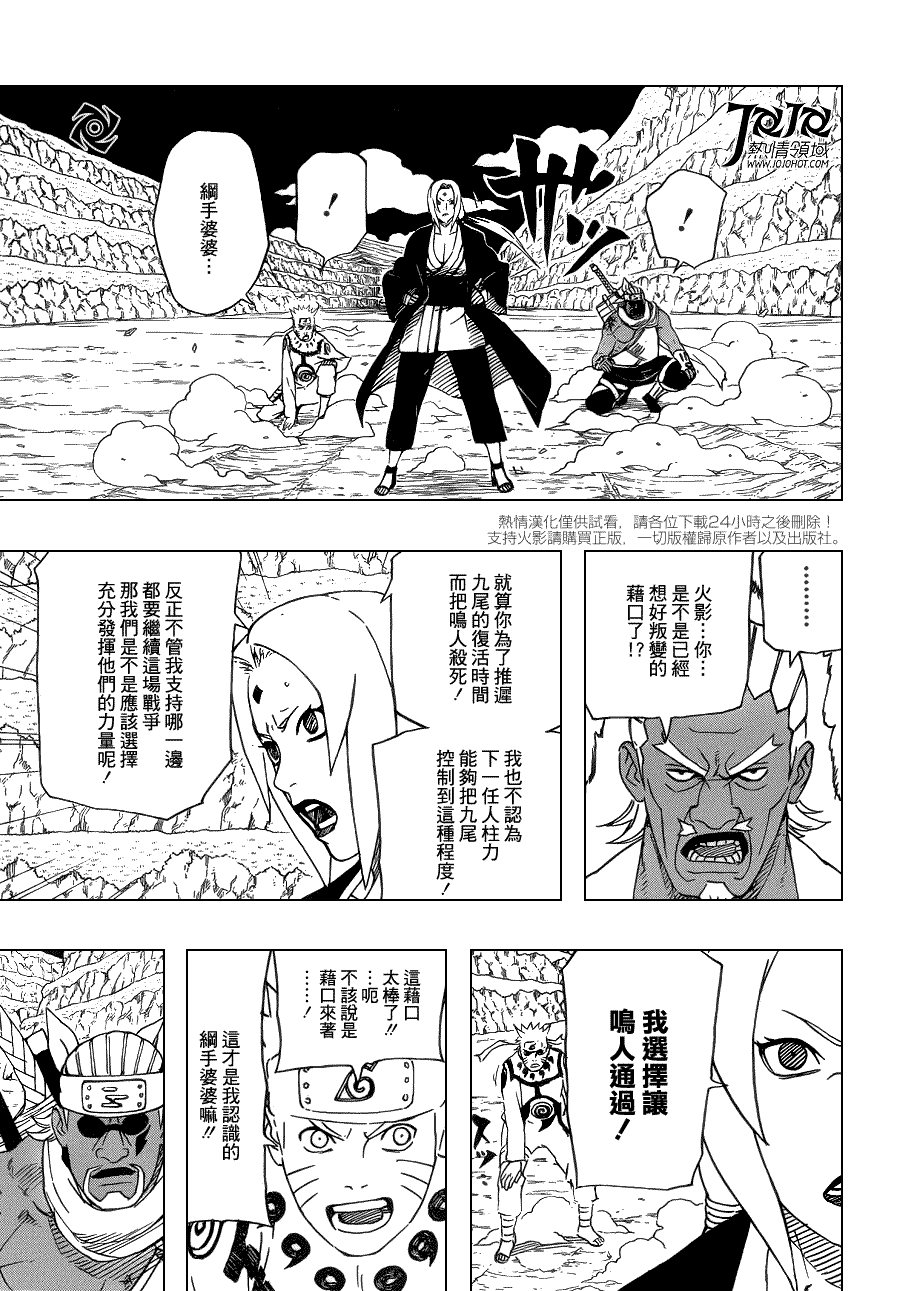 JOJO
熱情領域
WWW.JOJOHOT.COM
！
！
綱手婆婆…
ザッ
熱情漢化僅供試看，請各位下載24小時之後刪除！
支持火影請購買正版，一切版權歸原作者以及出版社。
………
火影…你…
是不是已經
想好叛變的
藉口了!?
就算你為了推遲
九尾的復活時間
而把鳴人殺死！
我也不認為
下一任人柱力
能夠把九尾
控制到這種程度！
反正不管我支持哪一邊
都要繼續這場戰爭
那我們是不是應該選擇
充分發揮他們的力量呢！
我選擇讓
鳴人通過！
這藉口
太棒了!!
…呃
不該說是
藉口來著
……
這才是我認識的
綱手婆婆嘛!!